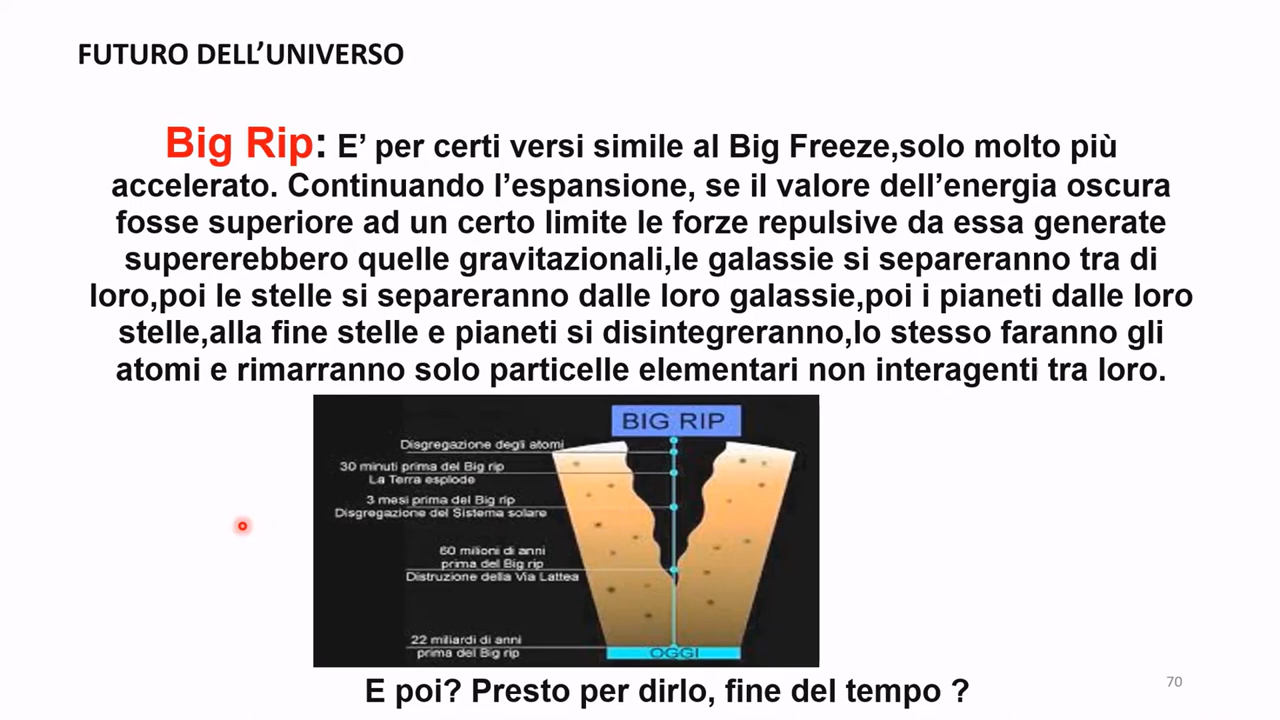 FUTURO DELL’UNIVERSO
Big Rip: E’ per certi versi simile al Big Freeze,solo molto più
accelerato. Continuando l’espansione, se il valore dell’energia oscura
fosse superiore ad un certo limite le forze repulsive da essa generate
supererebbero quelle gravitazionali,le galassie si separeranno tra di
loro,poi le stelle si separeranno dalle loro galassie,poi i pianeti dalle loro
stelle,alla fine stelle e pianeti si disintegreranno,lo stesso faranno gli
atomi e rimarranno solo particelle elementari non interagenti tra loro.
BIG RIP
Disgregazione degli atomi
30 minuti prima del Big rip
La Terra esplode
3 mesi prima del Big rip
Disgregazione del Sistema solare
60 milioni di anni
prima del Big rip
Distruzione della Via Lattea
22 miliardi di anni
prima del Big rip
OGGI
E poi? Presto per dirlo, fine del tempo ?
70